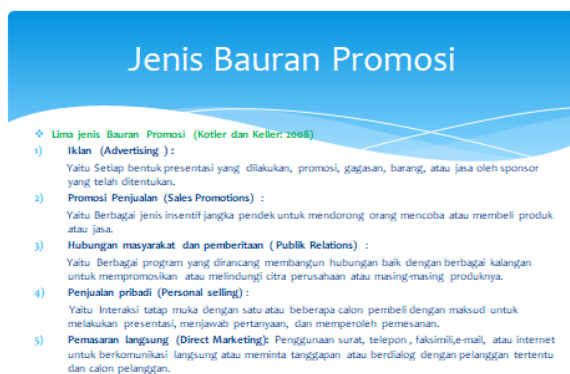 Jenis Bauran Promosi
❖ Lima jenis Bauran Promosi (Kotler dan Keller: 2008)
1) Iklan (Advertising ) :
Yaitu Setiap bentuk presentasi yang dilakukan, promosi, gagasan, barang, atau jasa oleh sponsor
yang telah ditentukan.
2) Promosi Penjualan (Sales Promotions) :
Yaitu Berbagai jenis insentif jangka pendek untuk mendorong orang mencoba atau membeli produk
atau jasa.
3) Hubungan masyarakat dan pemberitaan ( Publik Relations) :
Yaitu Berbagai program yang dirancang membangun hubungan baik dengan berbagai kalangan
untuk mempromosikan atau melindungi citra perusahaan atau masing-masing produknya.
4) Penjualan pribadi (Personal selling) :
Yaitu Interaksi tatap muka dengan satu atau beberapa calon pembeli dengan maksud untuk
melakukan presentasi, menjawab pertanyaan, dan memperoleh pemesanan.
5) Pemasaran langsung (Direct Marketing): Penggunaan surat, telepon , faksimili,e-mail, atau internet
untuk berkomunikasi langsung atau meminta tanggapan atau berdialog dengan pelanggan tertentu
dan calon pelanggan.